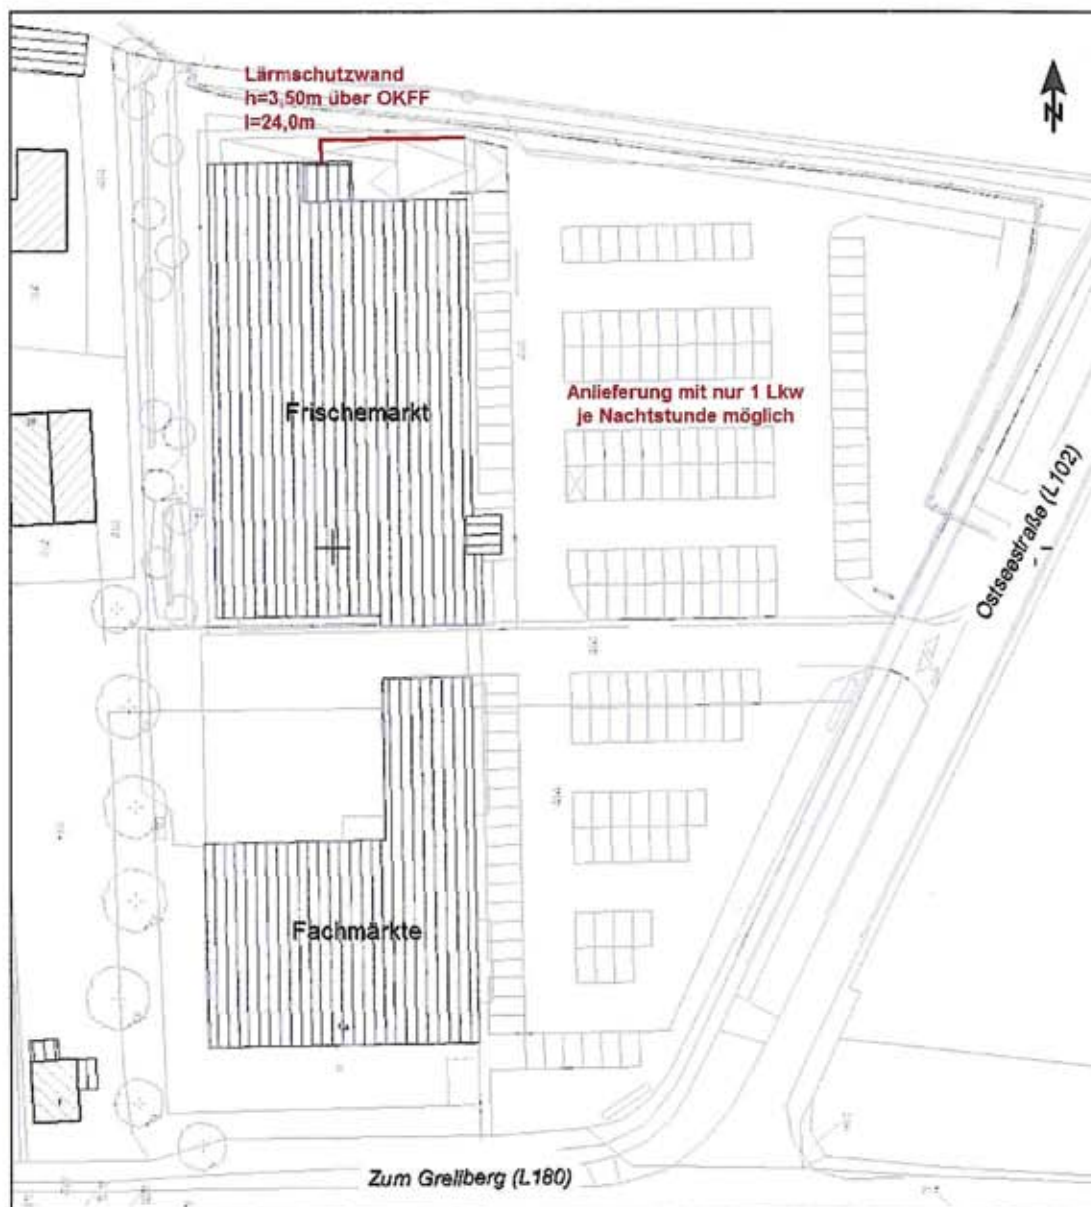 Lärmschutzwand
h=3,50m über OKFF
l=24,0m
N
Anlieferung mit nur 1 Lkw
je Nachtstunde möglich
Frischemarkt
Ostseestraße (L102)
Fachmärkte
Zum Grellberg (L180)